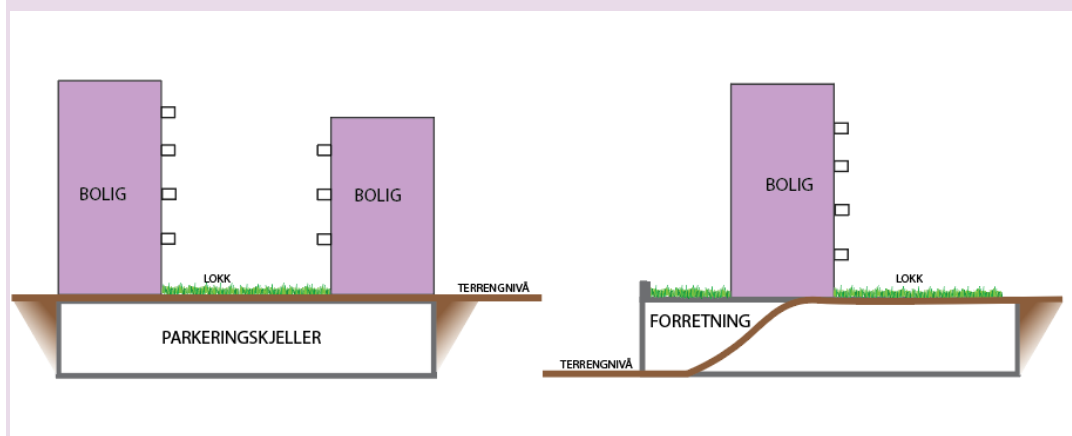 BOLIG
BOLIG
LOKK
TERRENGNIVÅ
PARKERINGSKJELLER
BOLIG
LOKK
FORRETNING
TERRENGNIVÅ